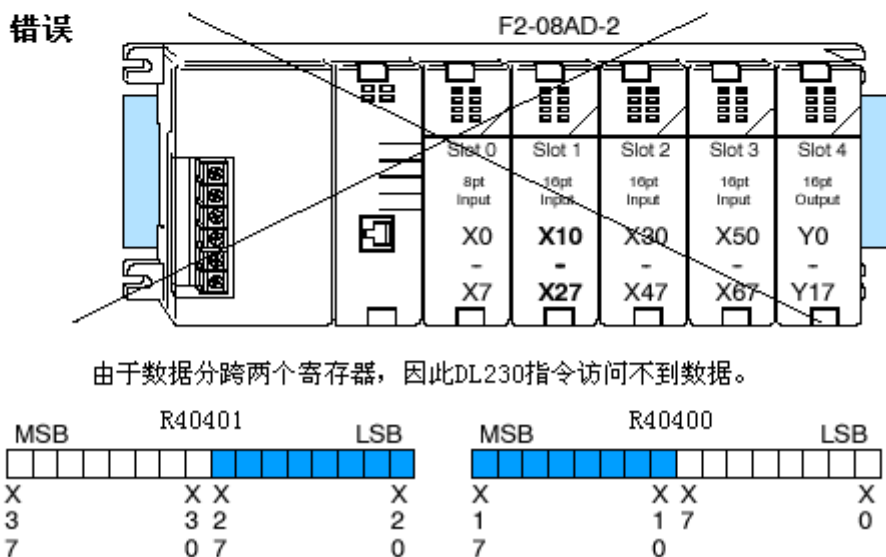 错误
F2-08AD-2
Slot 0 Slot 1 Slot 2 Slot 3 Slot 4
8pt 16pt 16pt 16pt 16pt
Input Input Input Input Output
X0 X10 X30 X50 Y0
- - - - -
X7 X27 X47 X67 Y17
由于数据分跨两个寄存器，因此DL230指令访问不到数据。
R40401 R40400
MSB LSB MSB LSB
X X X X X X X X
3 3 2 2 1 1 7 0
7 0 7 0 7 0